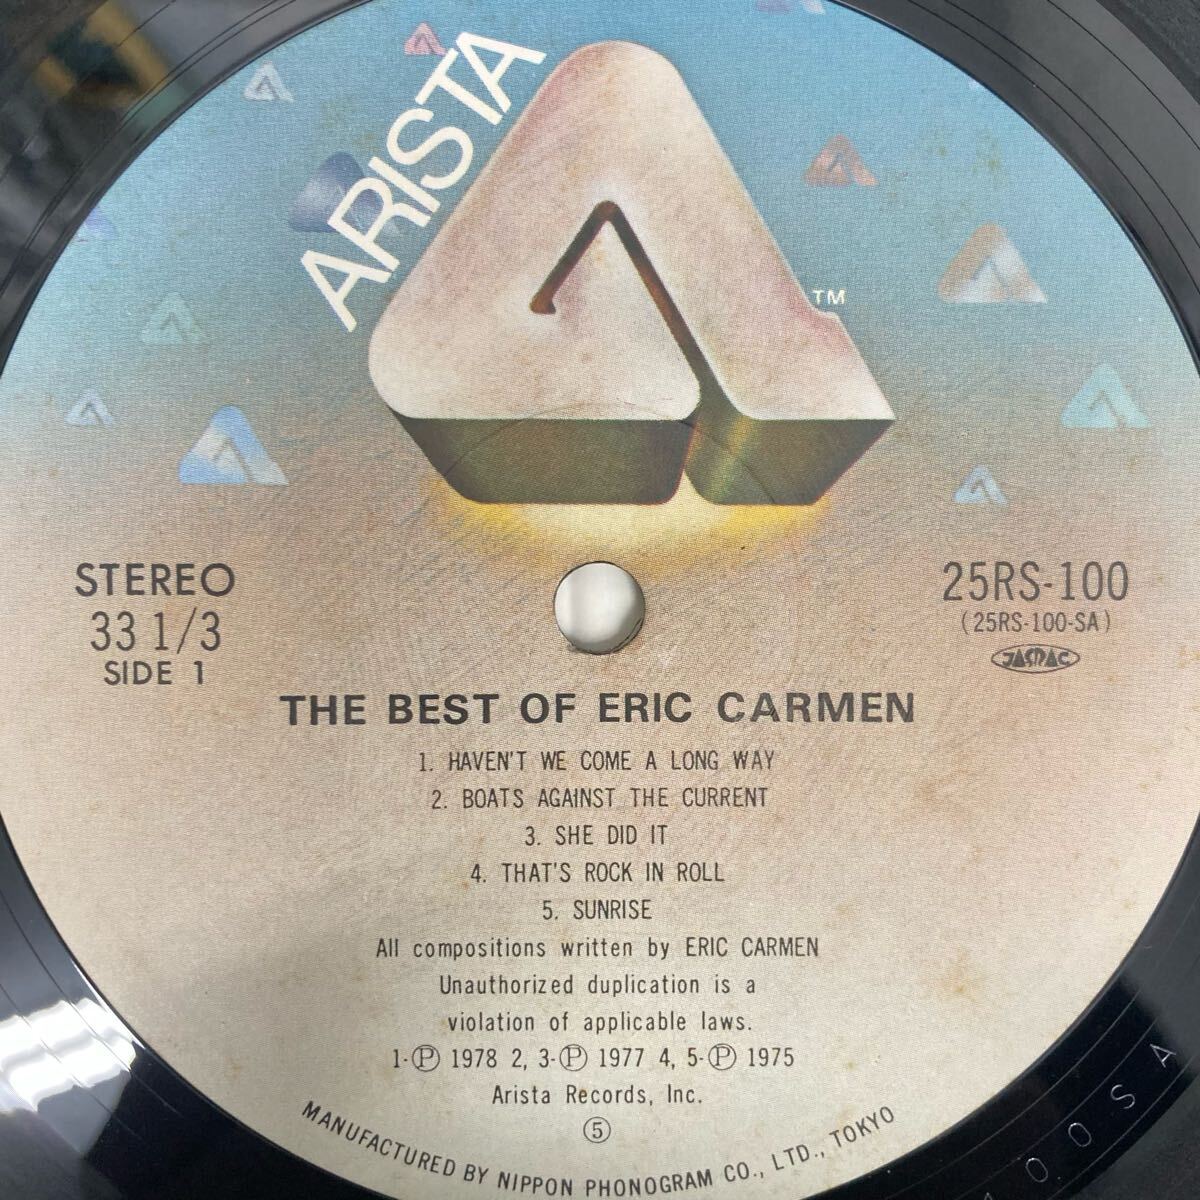 ARISTA
TM
STEREO
33 1/3
SIDE 1
25RS-100
(25RS-100-SA)
JASRAC
THE BEST OF ERIC CARMEN
1. HAVEN'T WE COME A LONG WAY
2. BOATS AGAINST THE CURRENT
3. SHE DID IT
4. THAT'S ROCK IN ROLL
5. SUNRISE
All compositions written by ERIC CARMEN
Unauthorized duplication is a
violation of applicable laws.
1-Ⓟ 1978 2, 3-Ⓟ 1977 4, 5-Ⓟ 1975
Arista Records, Inc.
⑤
MANUFACTURED BY NIPPON PHONOGRAM CO., LTD., TOKYO
0 0 S A